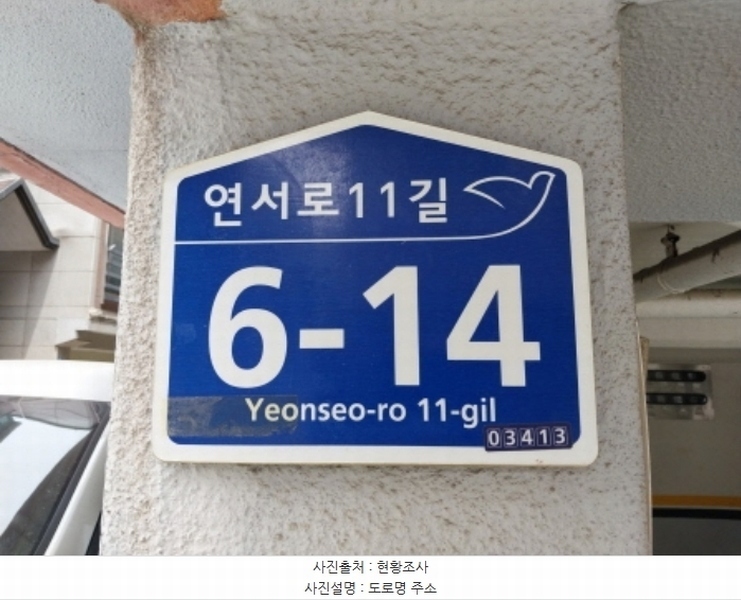 연서로11길
6-14
Yeonseo-ro 11-gil
03413
사진출처 : 현황조사
사진설명 : 도로명 주소